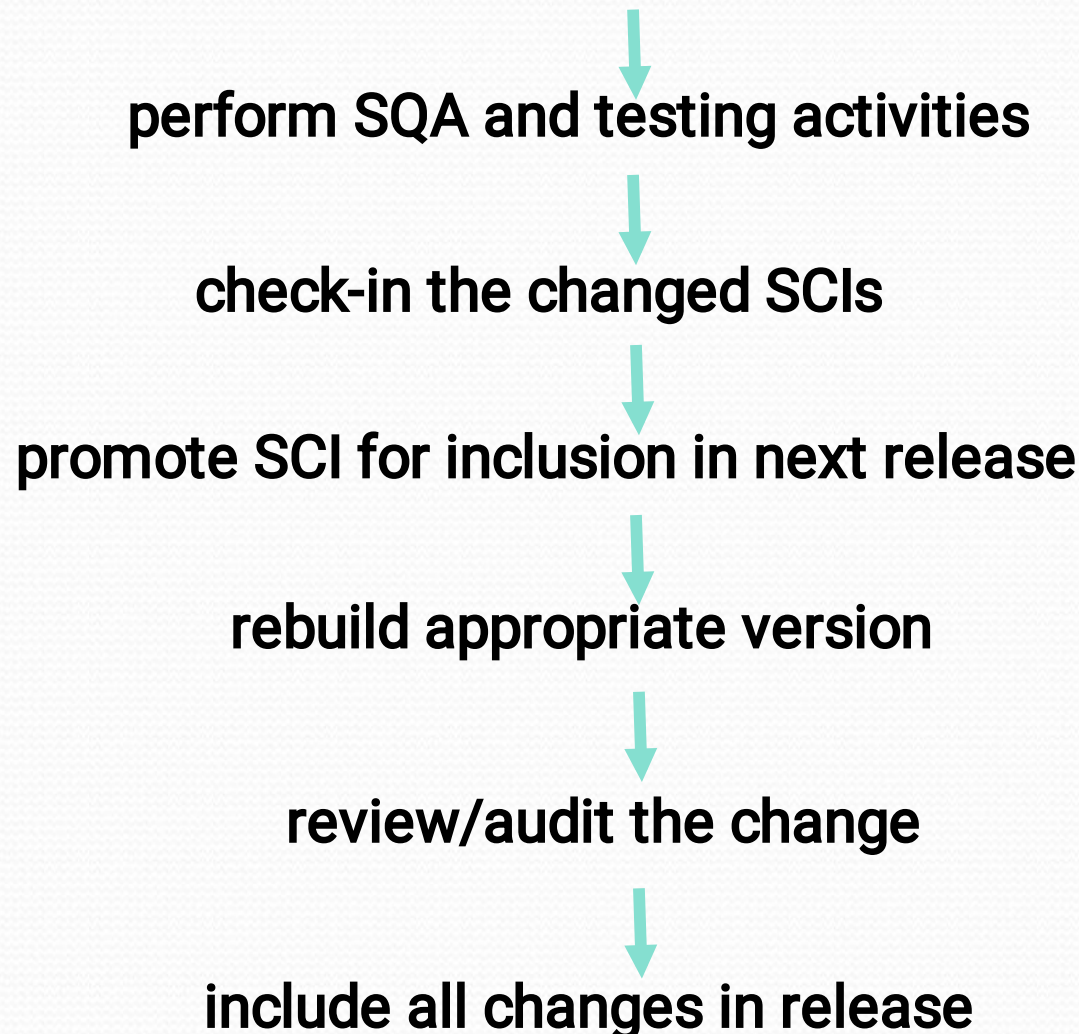 perform SQA and testing activities
check-in the changed SCIs
promote SCI for inclusion in next release
rebuild appropriate version
review/audit the change
include all changes in release